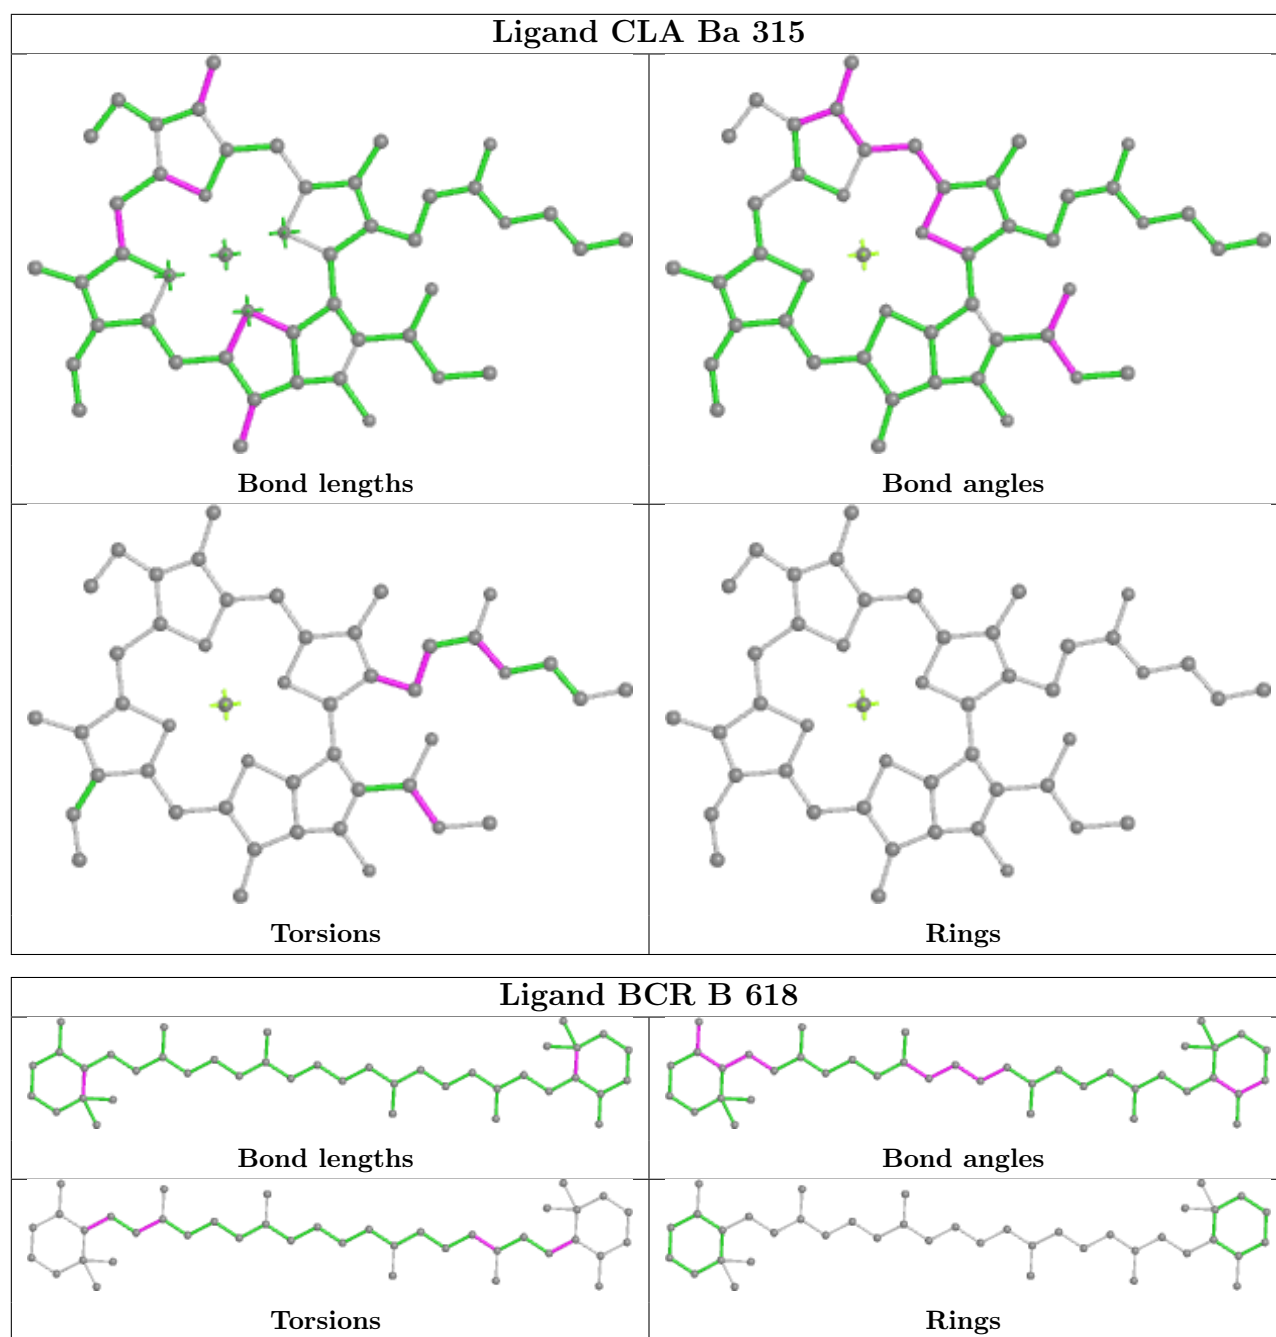 Ligand CLA Ba 315
Bond lengths
Bond angles
Torsions
Rings
Ligand BCR B 618
Bond lengths
Bond angles
Torsions
Rings